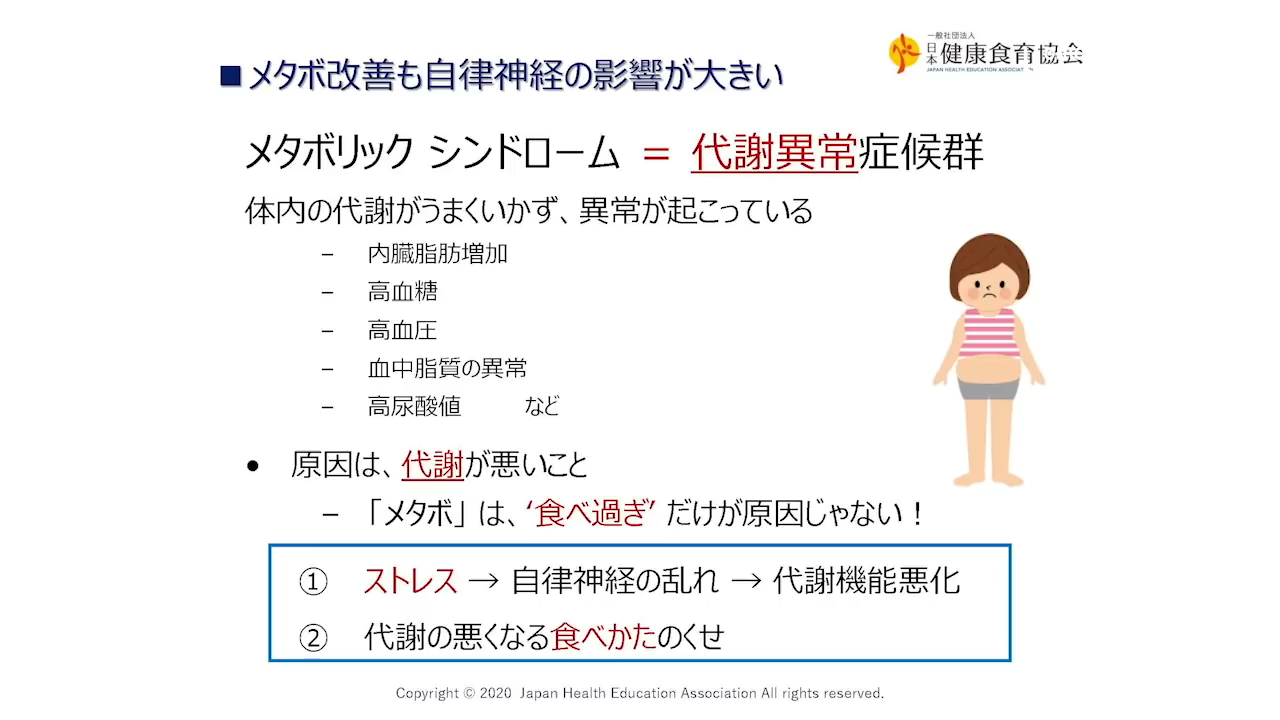 一般社団法人
日本健康食育協会
JAPAN HEALTH EDUCATION
■メタボ改善も自律神経の影響が大きい
メタボリック シンドローム = 代謝異常症候群
体内の代謝がうまくいかず、異常が起こっている
– 内臓脂肪増加
– 高血糖
– 高血圧
– 血中脂質の異常
– 高尿酸値 など
• 原因は、代謝が悪いこと
– 「メタボ」は、‘食べ過ぎ’ だけが原因じゃない！
① ストレス → 自律神経の乱れ → 代謝機能悪化
② 代謝の悪くなる食べかたのくせ
Copyright © 2020 Japan Health Education Association All rights reserved.